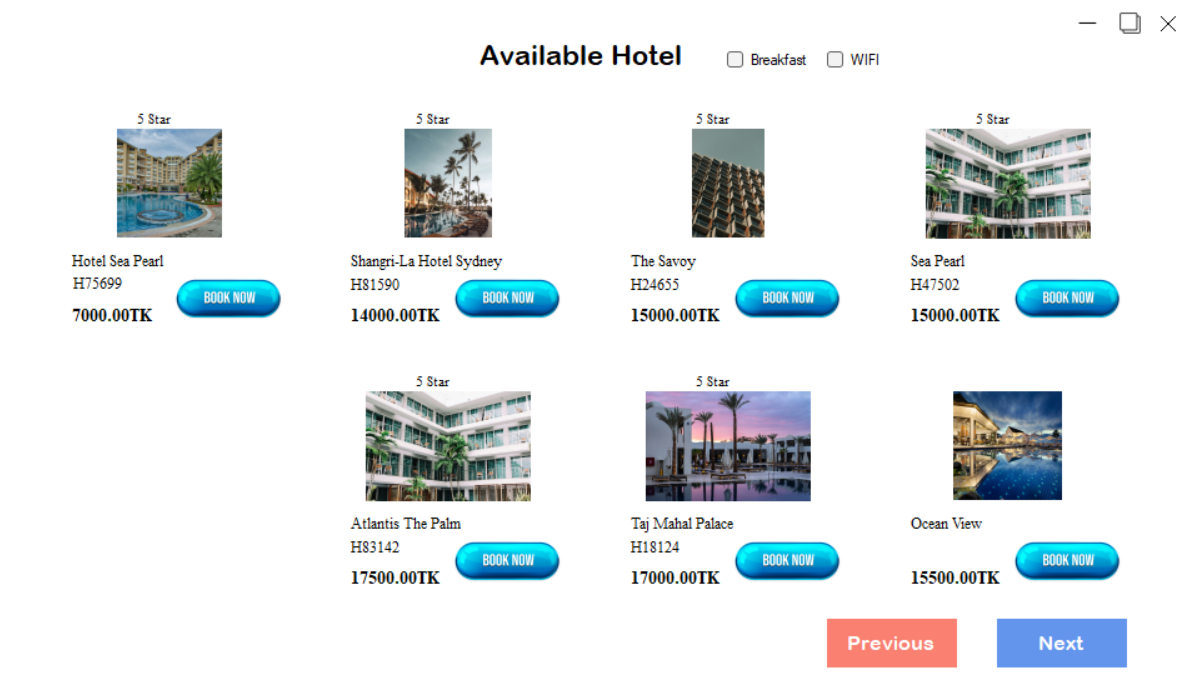 Available Hotel
Breakfast
WIFI
5 Star
5 Star
5 Star
5 Star
Hotel Sea Pearl
Shangri-La Hotel Sydney
The Savoy
Sea Pearl
H75699
H81590
H24655
H47502
BOOK NOW
BOOK NOW
BOOK NOW
BOOK NOW
7000.00TK
14000.00TK
15000.00TK
15000.00TK
5 Star
5 Star
Atlantis The Palm
Taj Mahal Palace
Ocean View
H83142
H18124
BOOK NOW
BOOK NOW
BOOK NOW
17500.00TK
17000.00TK
15500.00TK
Previous
Next